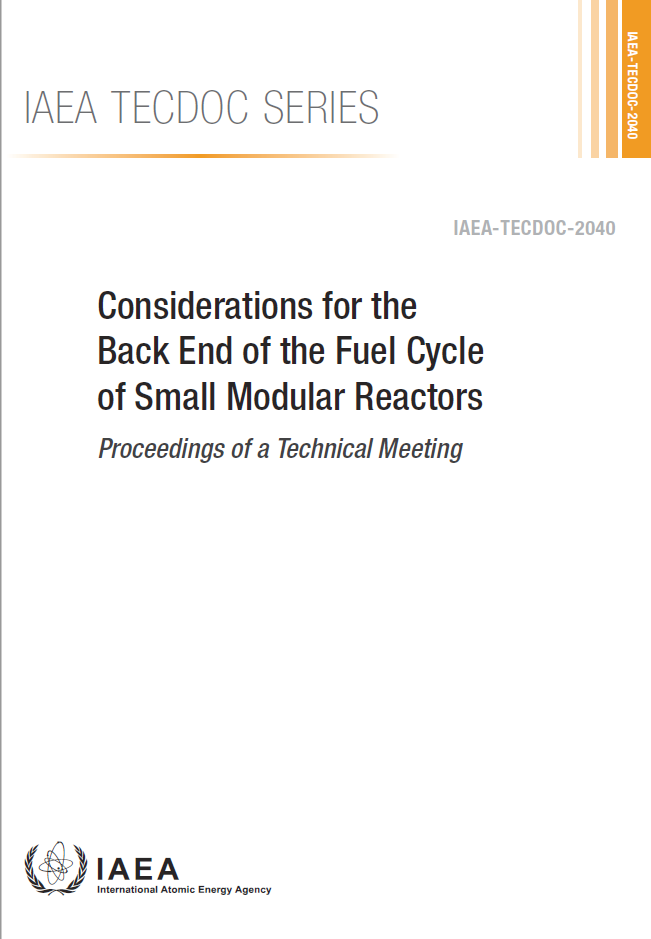 IAEA-TECDOC-2040
IAEA TECDOC SERIES
IAEA-TECDOC-2040
Considerations for the
Back End of the Fuel Cycle
of Small Modular Reactors
Proceedings of a Technical Meeting
IAEA
International Atomic Energy Agency